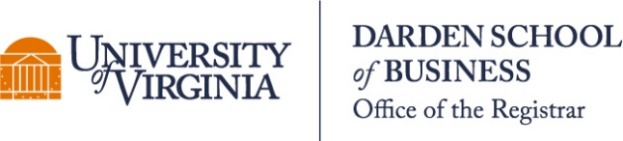 UNIVERSITY
of VIRGINIA
DARDEN SCHOOL
of BUSINESS
Office of the Registrar